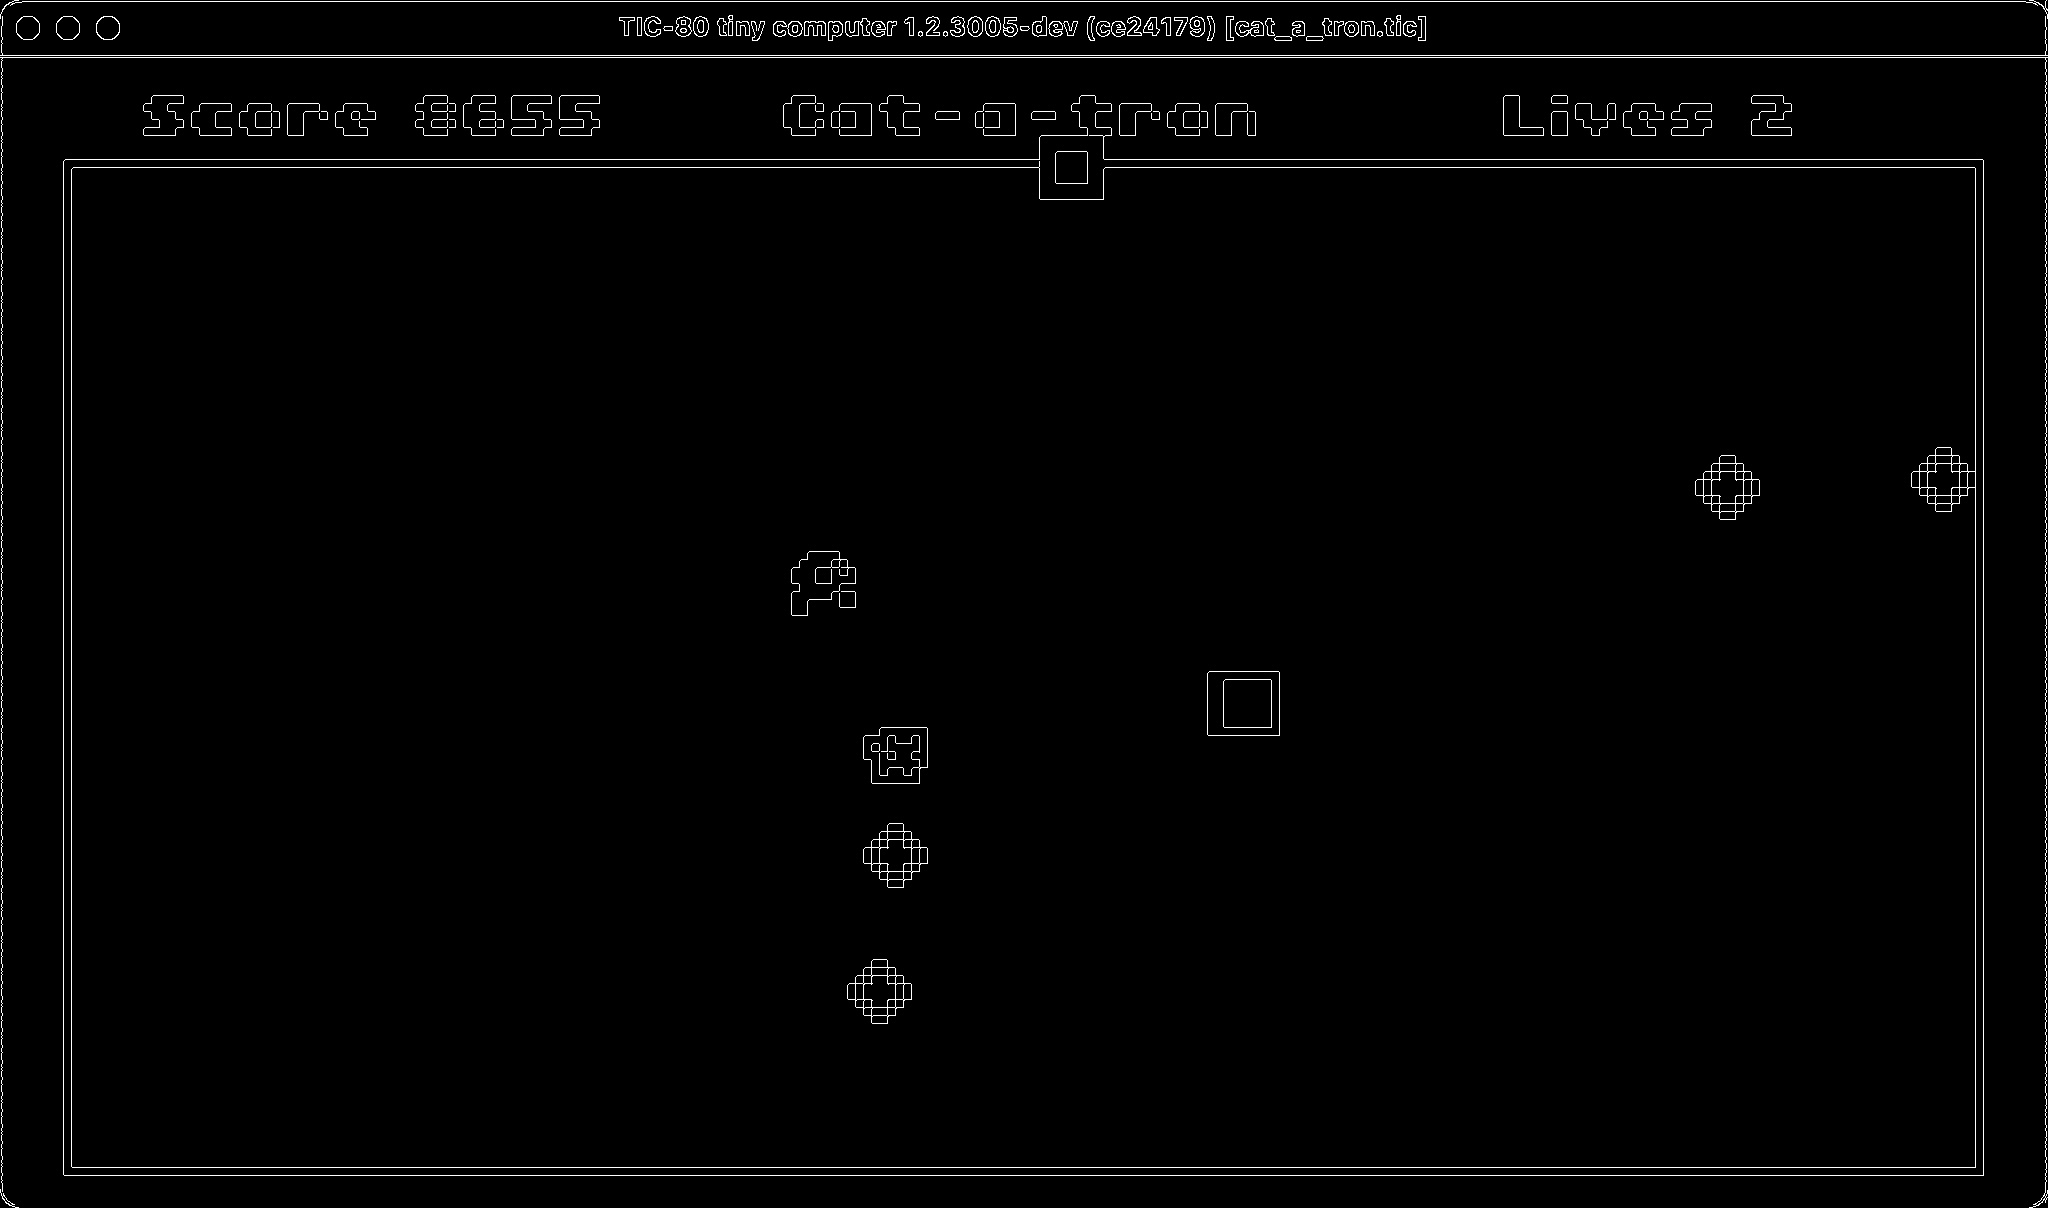 TIC-80 tiny computer 1.2.3005-dev (ce24179) [cat_a_tron.tic]
Score 8655 Cat-a-tron Lives 2